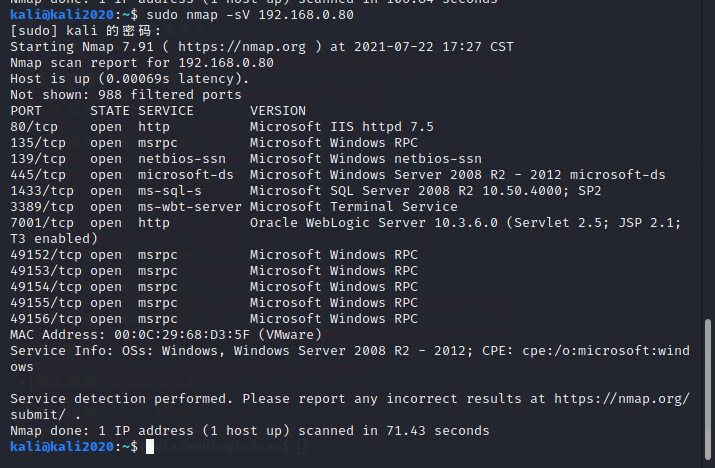 Nmap done: 1 IP address (1 host up) scanned in 100.84 seconds
kali@kali2020:~$ sudo nmap -sV 192.168.0.80
[sudo] kali 的密码:
Starting Nmap 7.91 ( https://nmap.org ) at 2021-07-22 17:27 CST
Nmap scan report for 192.168.0.80
Host is up (0.00069s latency).
Not shown: 988 filtered ports
PORT      STATE SERVICE       VERSION
80/tcp    open  http          Microsoft IIS httpd 7.5
135/tcp   open  msrpc         Microsoft Windows RPC
139/tcp   open  netbios-ssn   Microsoft Windows netbios-ssn
445/tcp   open  microsoft-ds  Microsoft Windows Server 2008 R2 - 2012 microsoft-ds
1433/tcp  open  ms-sql-s      Microsoft SQL Server 2008 R2 10.50.4000; SP2
3389/tcp  open  ms-wbt-server Microsoft Terminal Service
7001/tcp  open  http          Oracle WebLogic Server 10.3.6.0 (Servlet 2.5; JSP 2.1;
T3 enabled)
49152/tcp open  msrpc         Microsoft Windows RPC
49153/tcp open  msrpc         Microsoft Windows RPC
49154/tcp open  msrpc         Microsoft Windows RPC
49155/tcp open  msrpc         Microsoft Windows RPC
49156/tcp open  msrpc         Microsoft Windows RPC
MAC Address: 00:0C:29:68:D3:5F (VMware)
Service Info: OSs: Windows, Windows Server 2008 R2 - 2012; CPE: cpe:/o:microsoft:wind
ows
Service detection performed. Please report any incorrect results at https://nmap.org/
submit/ .
Nmap done: 1 IP address (1 host up) scanned in 71.43 seconds
kali@kali2020:~$